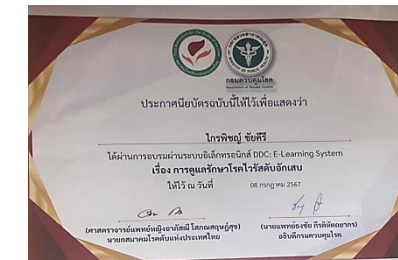 กรมควบคุมโรค
Department of Disease Control
ประกาศนียบัตรฉบับนี้ให้ไว้เพื่อแสดงว่า
ไกรพิชญ์ ชัยศิริ
ได้ผ่านการอบรมผ่านระบบอิเล็กทรอนิกส์ DDC: E-Learning System
เรื่อง การดูแลรักษาโรคไวรัสตับอักเสบ
ให้ไว้ ณ วันที่ 08 กรกฎาคม 2567
(ศาสตราจารย์แพทย์หญิงอาภัสณี โสภณสฤษฎ์สุข) (นายแพทย์ธงชัย กีรติหัตถยากร)
นายกสมาคมโรคตับแห่งประเทศไทย อธิบดีกรมควบคุมโรค